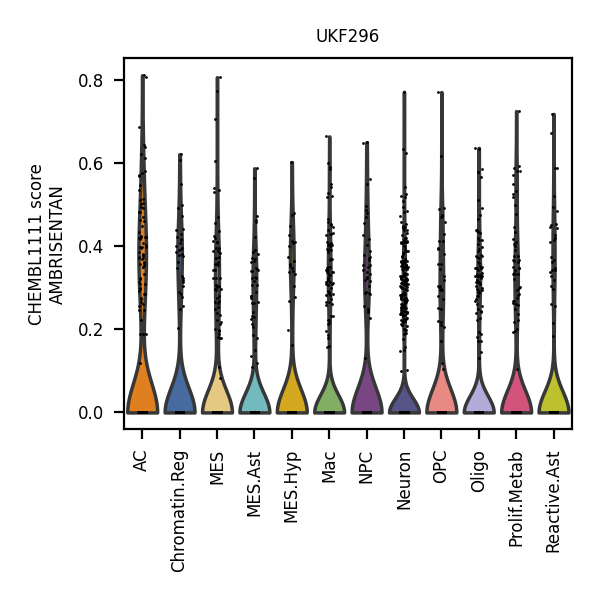 UKF296
CHEMBL1111 score
AMBRISENTAN
0.8
0.6
0.4
0.2
0.0
AC
Chromatin.Reg
MES
MES.Ast
MES.Hyp
Mac
NPC
Neuron
OPC
Oligo
Prolif.Metab
Reactive.Ast